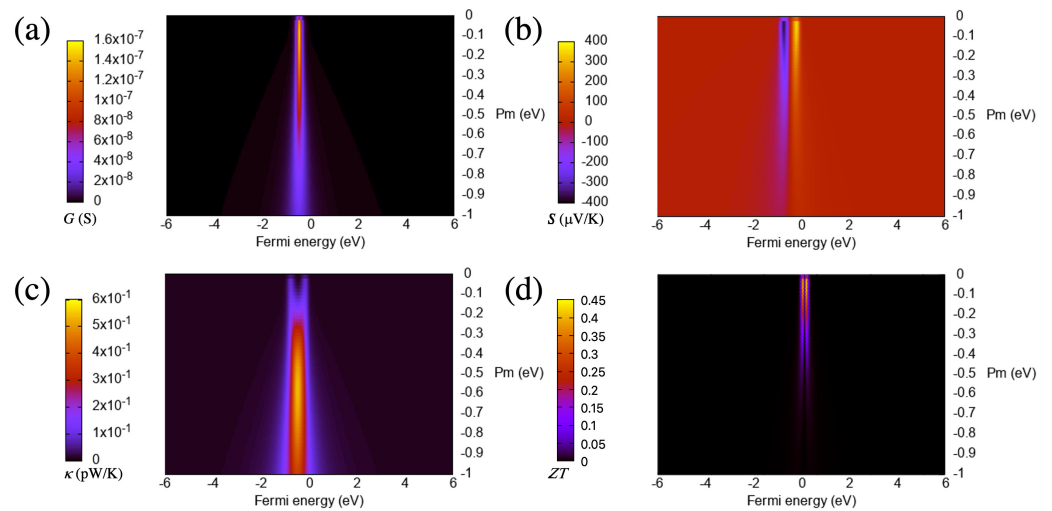 (a)
1.6x10⁻⁷
1.4x10⁻⁷
1.2x10⁻⁷
1x10⁻⁷
8x10⁻⁸
6x10⁻⁸
4x10⁻⁸
2x10⁻⁸
0
G (S)
0
-0.1
-0.2
-0.3
-0.4
-0.5
-0.6
-0.7
-0.8
-0.9
-1
Pm (eV)
-6 -4 -2 0 2 4 6
Fermi energy (eV)
(b)
400
300
200
100
0
-100
-200
-300
-400
S (μV/K)
0
-0.1
-0.2
-0.3
-0.4
-0.5
-0.6
-0.7
-0.8
-0.9
-1
Pm (eV)
-6 -4 -2 0 2 4 6
Fermi energy (eV)
(c)
6x10⁻¹
5x10⁻¹
4x10⁻¹
3x10⁻¹
2x10⁻¹
1x10⁻¹
0
κ (pW/K)
0
-0.1
-0.2
-0.3
-0.4
-0.5
-0.6
-0.7
-0.8
-0.9
-1
Pm (eV)
-6 -4 -2 0 2 4 6
Fermi energy (eV)
(d)
0.45
0.4
0.35
0.3
0.25
0.2
0.15
0.1
0.05
0
ZT
0
-0.1
-0.2
-0.3
-0.4
-0.5
-0.6
-0.7
-0.8
-0.9
-1
Pm (eV)
-6 -4 -2 0 2 4 6
Fermi energy (eV)